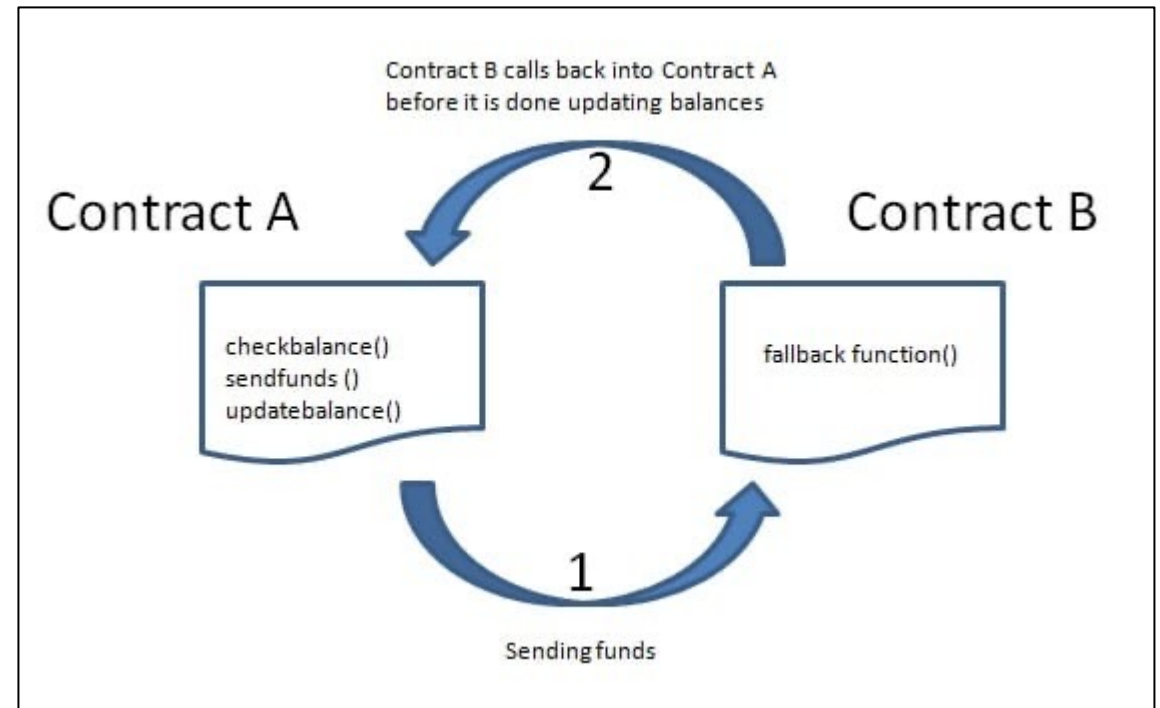 Contract B calls back into Contract A
before it is done updating balances
2
Contract A
Contract B
checkbalance()
sendfunds ()
updatebalance()
fallback function()
1
Sending funds